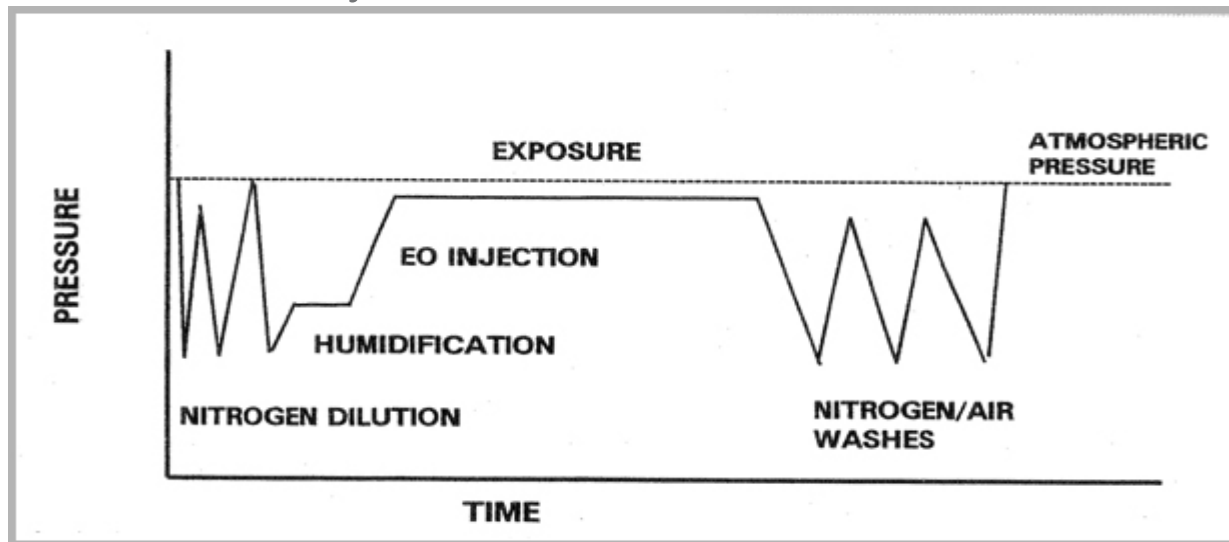 EXPOSURE
ATMOSPHERIC
PRESSURE
PRESSURE
EO INJECTION
HUMIDIFICATION
NITROGEN DILUTION
NITROGEN/AIR
WASHES
TIME